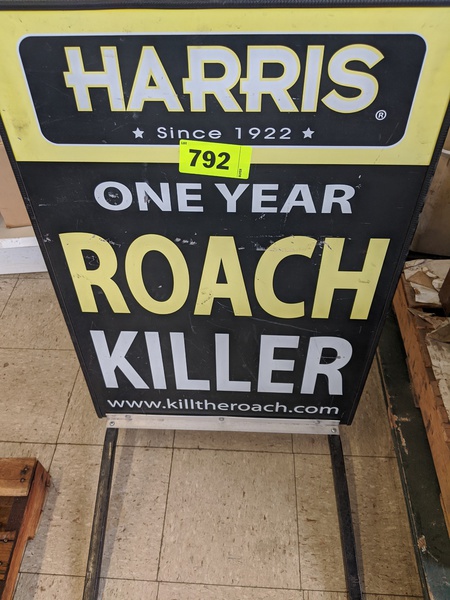 HARRIS®
★ Since 1922 ★
792
ONE YEAR
ROACH
KILLER
www.killtheroach.com